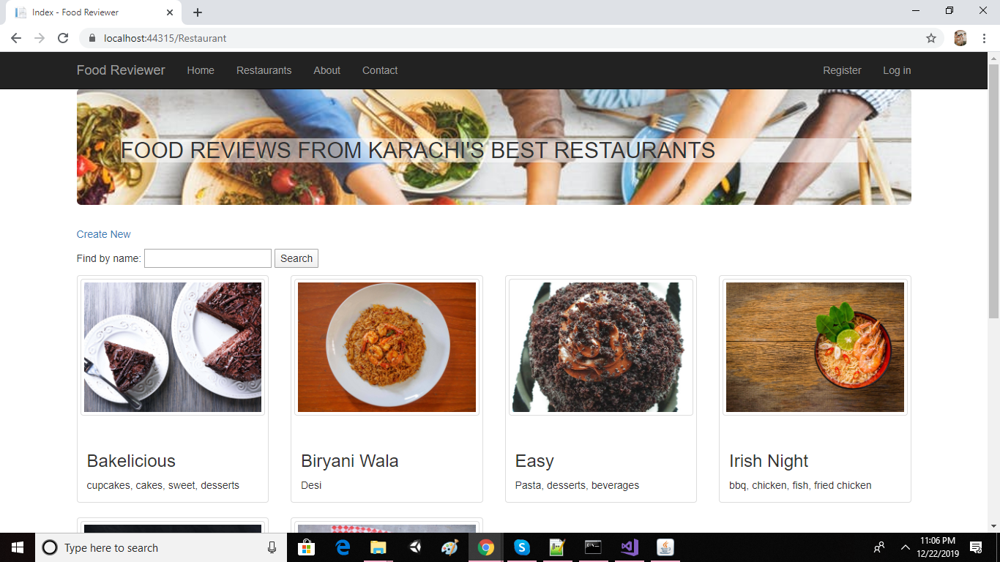 Index - Food Reviewer
localhost:44315/Restaurant
Food Reviewer Home Restaurants About Contact Register Log in
FOOD REVIEWS FROM KARACHI'S BEST RESTAURANTS
Create New
Find by name: Search
Bakelicious Biryani Wala Easy Irish Night
cupcakes, cakes, sweet, desserts Desi Pasta, desserts, beverages bbq, chicken, fish, fried chicken
Type here to search
11:06 PM
12/22/2019